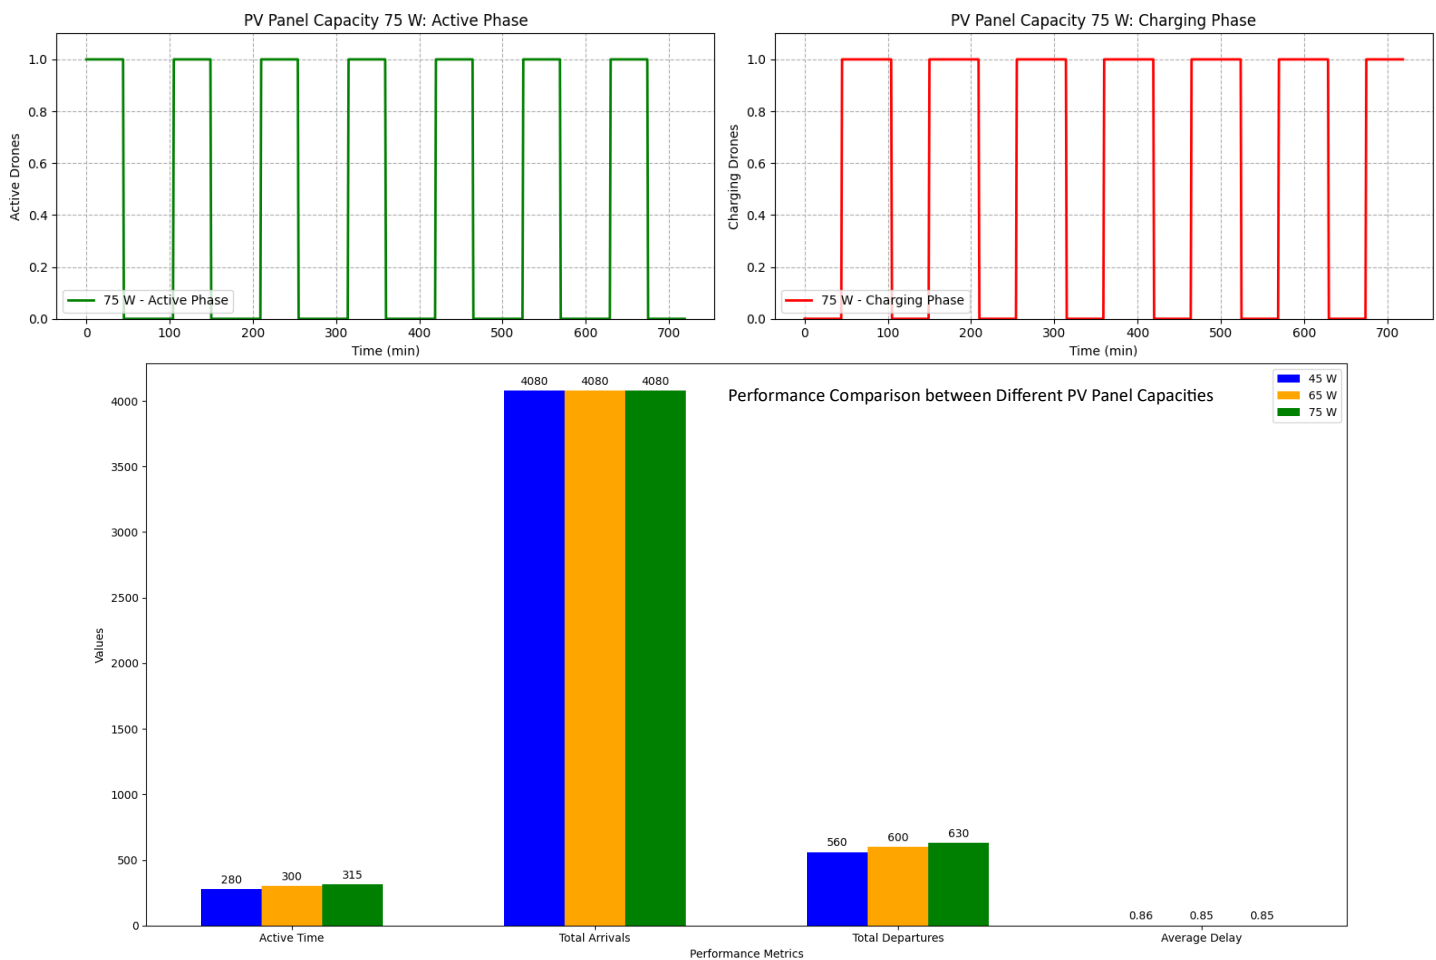 PV Panel Capacity 75 W: Active Phase
1.0
0.8
0.6
0.4
0.2
0.0
Active Drones
75 W - Active Phase
0 100 200 300 400 500 600 700
Time (min)
PV Panel Capacity 75 W: Charging Phase
1.0
0.8
0.6
0.4
0.2
0.0
Charging Drones
75 W - Charging Phase
0 100 200 300 400 500 600 700
Time (min)
Performance Comparison between Different PV Panel Capacities
45 W
65 W
75 W
4000
3500
3000
2500
2000
1500
1000
500
0
Values
280 300 315
4080 4080 4080
560 600 630
0.86 0.85 0.85
Active Time Total Arrivals Total Departures Average Delay
Performance Metrics